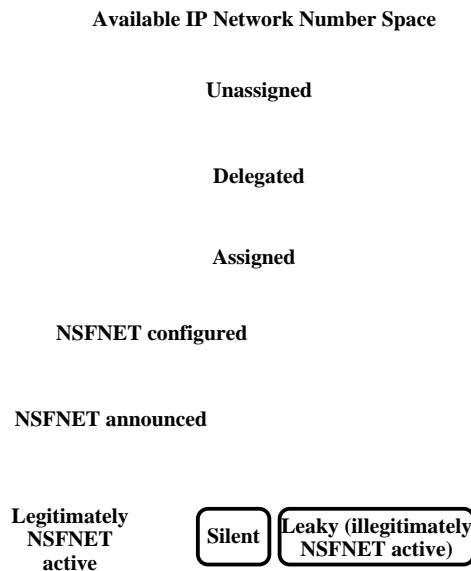 Available IP Network Number Space
Unassigned
Delegated
Assigned
NSFNET configured
NSFNET announced
Legitimately
NSFNET
active
Silent
Leaky (illegitimately
NSFNET active)